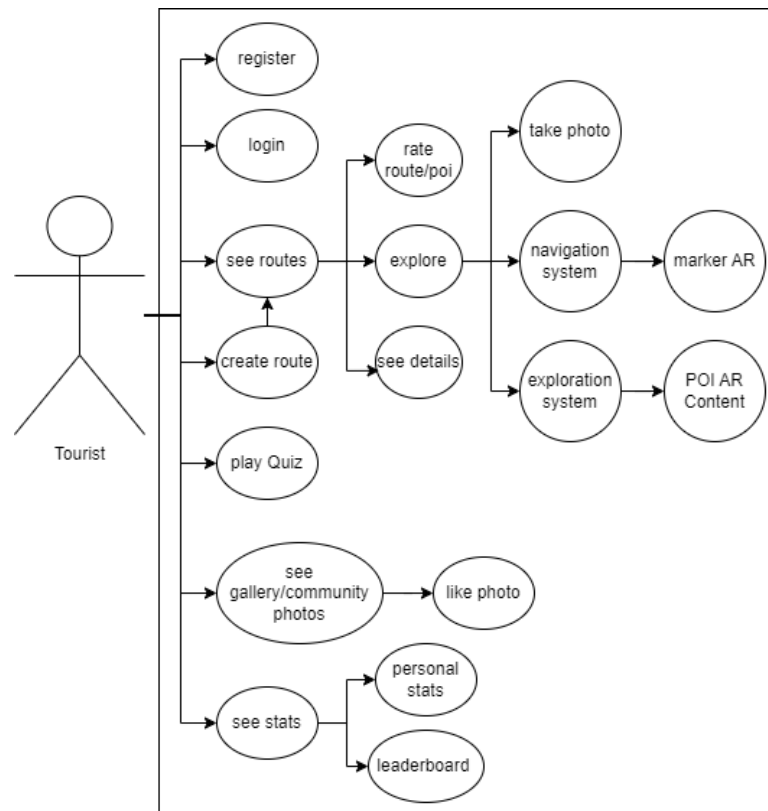 register
login
see routes
create route
play Quiz
see
gallery/community
photos
see stats
rate
route/poi
explore
see details
like photo
personal
stats
leaderboard
take photo
navigation
system
exploration
system
marker AR
POI AR
Content
Tourist